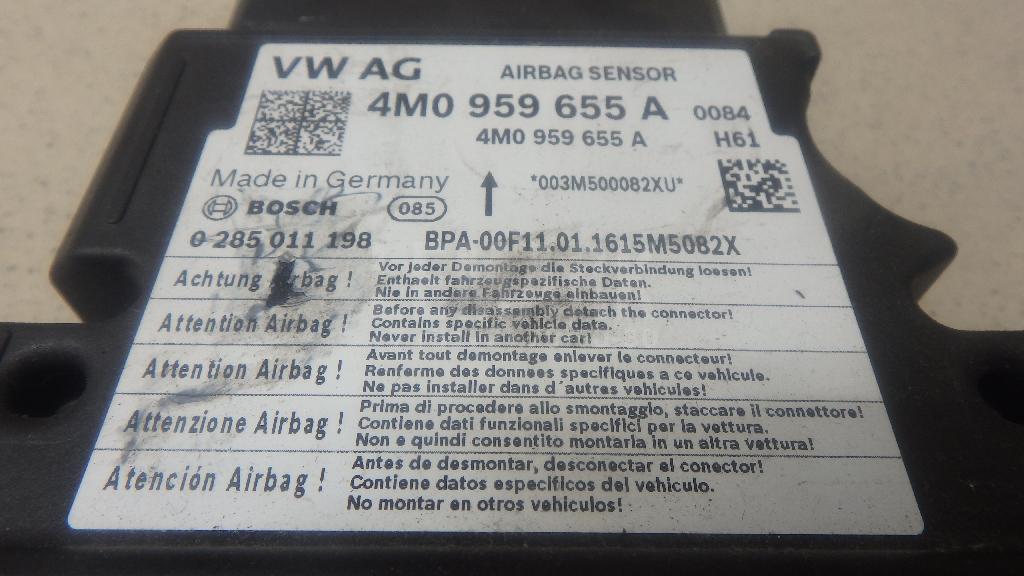 VW AG AIRBAG SENSOR
4M0 959 655 A 0084
4M0 959 655 A H61
Made in Germany *003M500082XU*
BOSCH 085
0 285 011 198 BPA-00F11.01.1615M5082X
Achtung Airbag ! Vor jeder Demontage die Steckverbindung loesen!
Enthaelt fahrzeugspezifische Daten.
Nie in andere Fahrzeuge einbauen!
Attention Airbag ! Before any disassembly detach the connector!
Contains specific vehicle data.
Never install in another car!
Attention Airbag ! Avant tout demontage enlever le connecteur!
Renferme des donnees specifiques a ce vehicule.
Ne pas installer dans d´autres vehicules!
Attenzione Airbag ! Prima di procedere allo smontaggio, staccare il connettore!
Contiene dati funzionali specifici per la vettura.
Non e quindi consentito montarla in un altra vettura!
Atención Airbag ! Antes de desmontar, desconectar el conector!
Contiene datos especificos del vehiculo.
No montar en otros vehiculos!